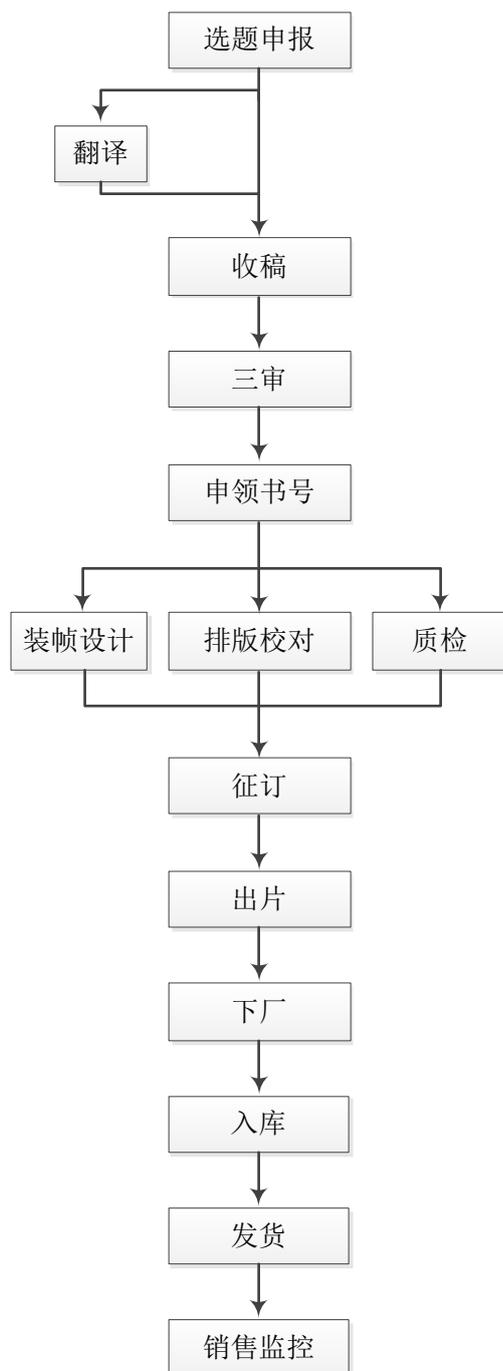 选题申报
翻译
收稿
三审
申领书号
装帧设计
排版校对
质检
征订
出片
下厂
入库
发货
销售监控